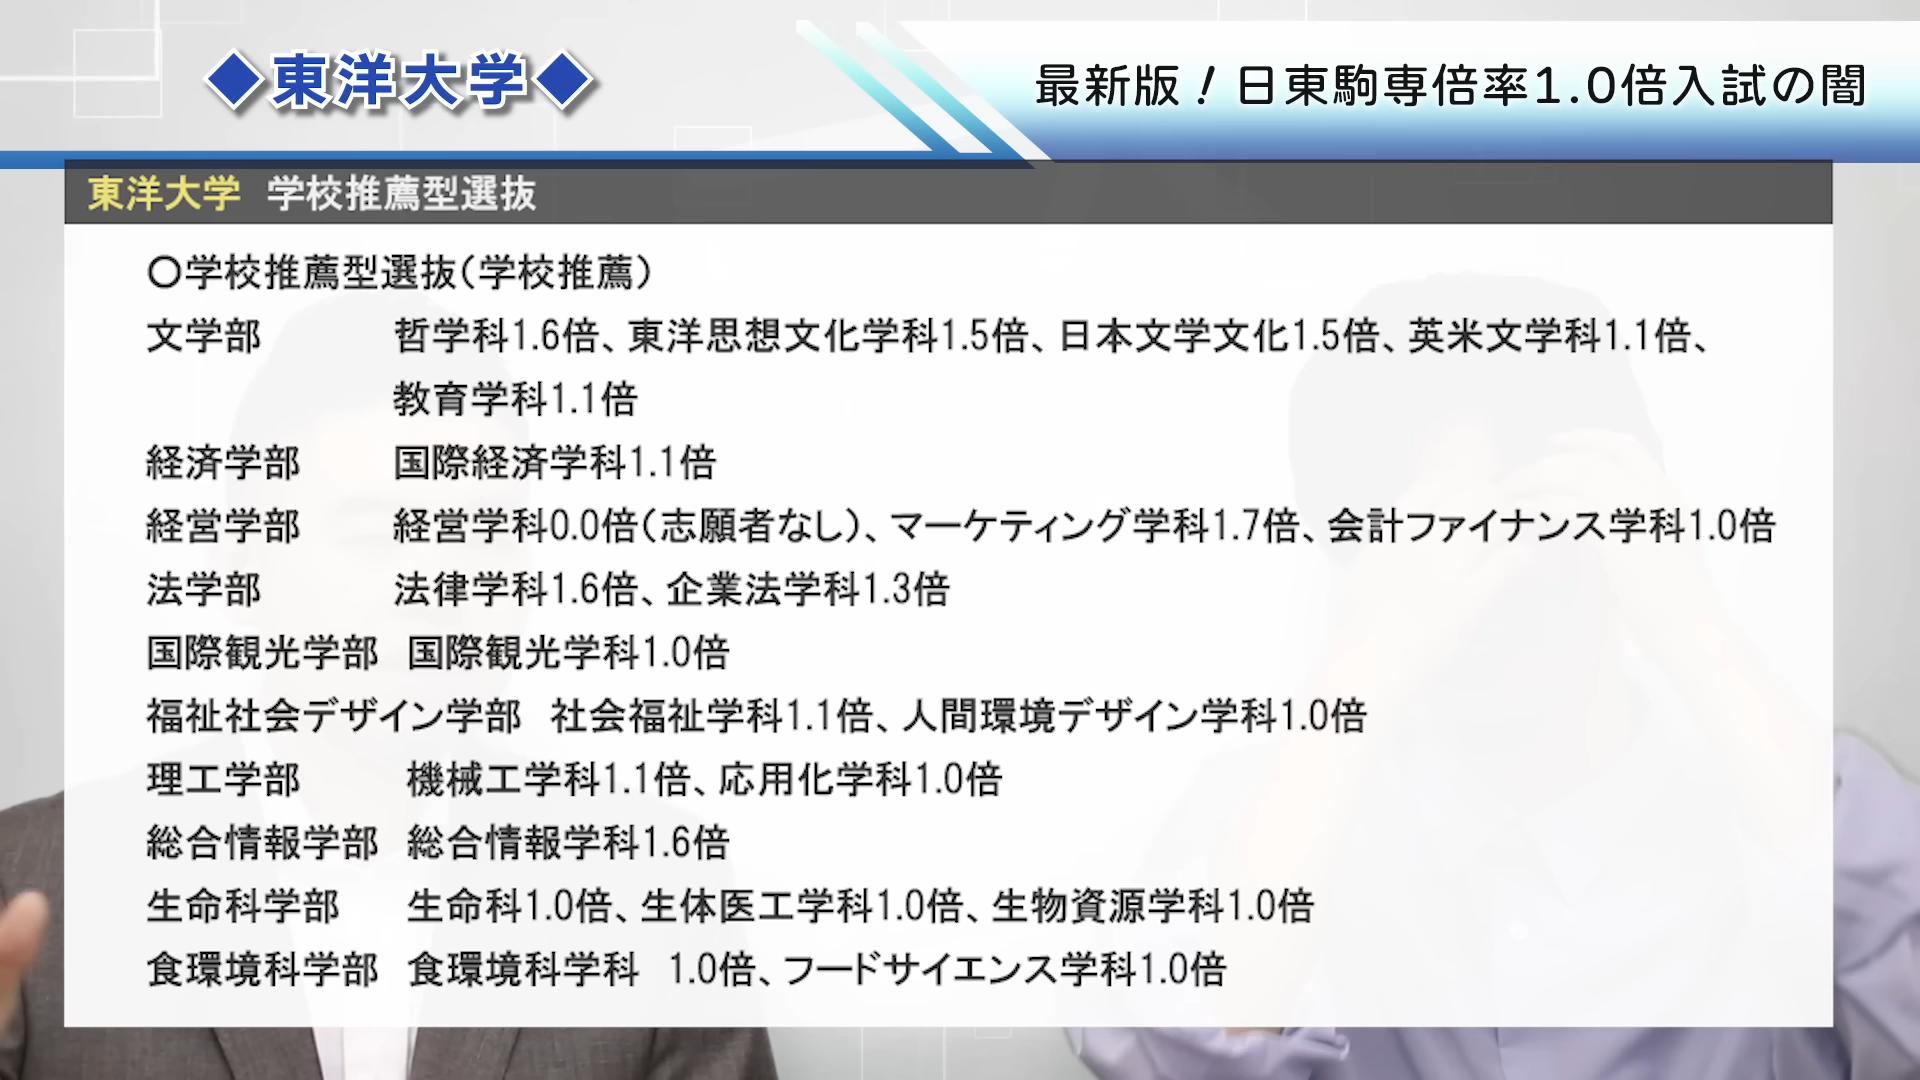 ◆東洋大学◆
最新版！日東駒専倍率1.0倍入試の闇
東洋大学 学校推薦型選抜
〇学校推薦型選抜（学校推薦）
文学部 哲学科1.6倍、東洋思想文化学科1.5倍、日本文学文化1.5倍、英米文学科1.1倍、
教育学科1.1倍
経済学部 国際経済学科1.1倍
経営学部 経営学科0.0倍（志願者なし）、マーケティング学科1.7倍、会計ファイナンス学科1.0倍
法学部 法律学科1.6倍、企業法学科1.3倍
国際観光学部 国際観光学科1.0倍
福祉社会デザイン学部 社会福祉学科1.1倍、人間環境デザイン学科1.0倍
理工学部 機械工学科1.1倍、応用化学科1.0倍
総合情報学部 総合情報学科1.6倍
生命科学部 生命科1.0倍、生体医工学科1.0倍、生物資源学科1.0倍
食環境科学部 食環境科学科 1.0倍、フードサイエンス学科1.0倍